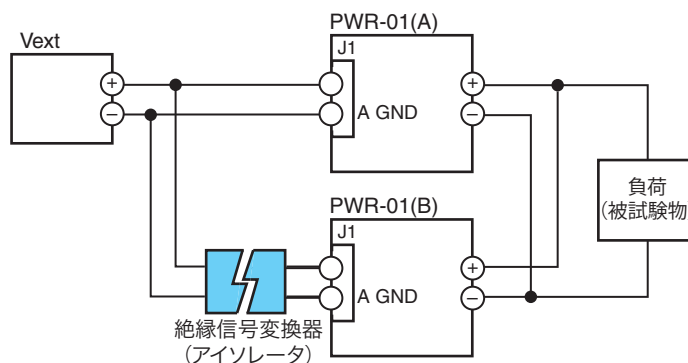 PWR-01(A)
Vext
J1
+
−
A GND
+
−
負荷
(被試験物)
PWR-01(B)
J1
A GND
+
−
絶縁信号変換器
(アイソレータ)